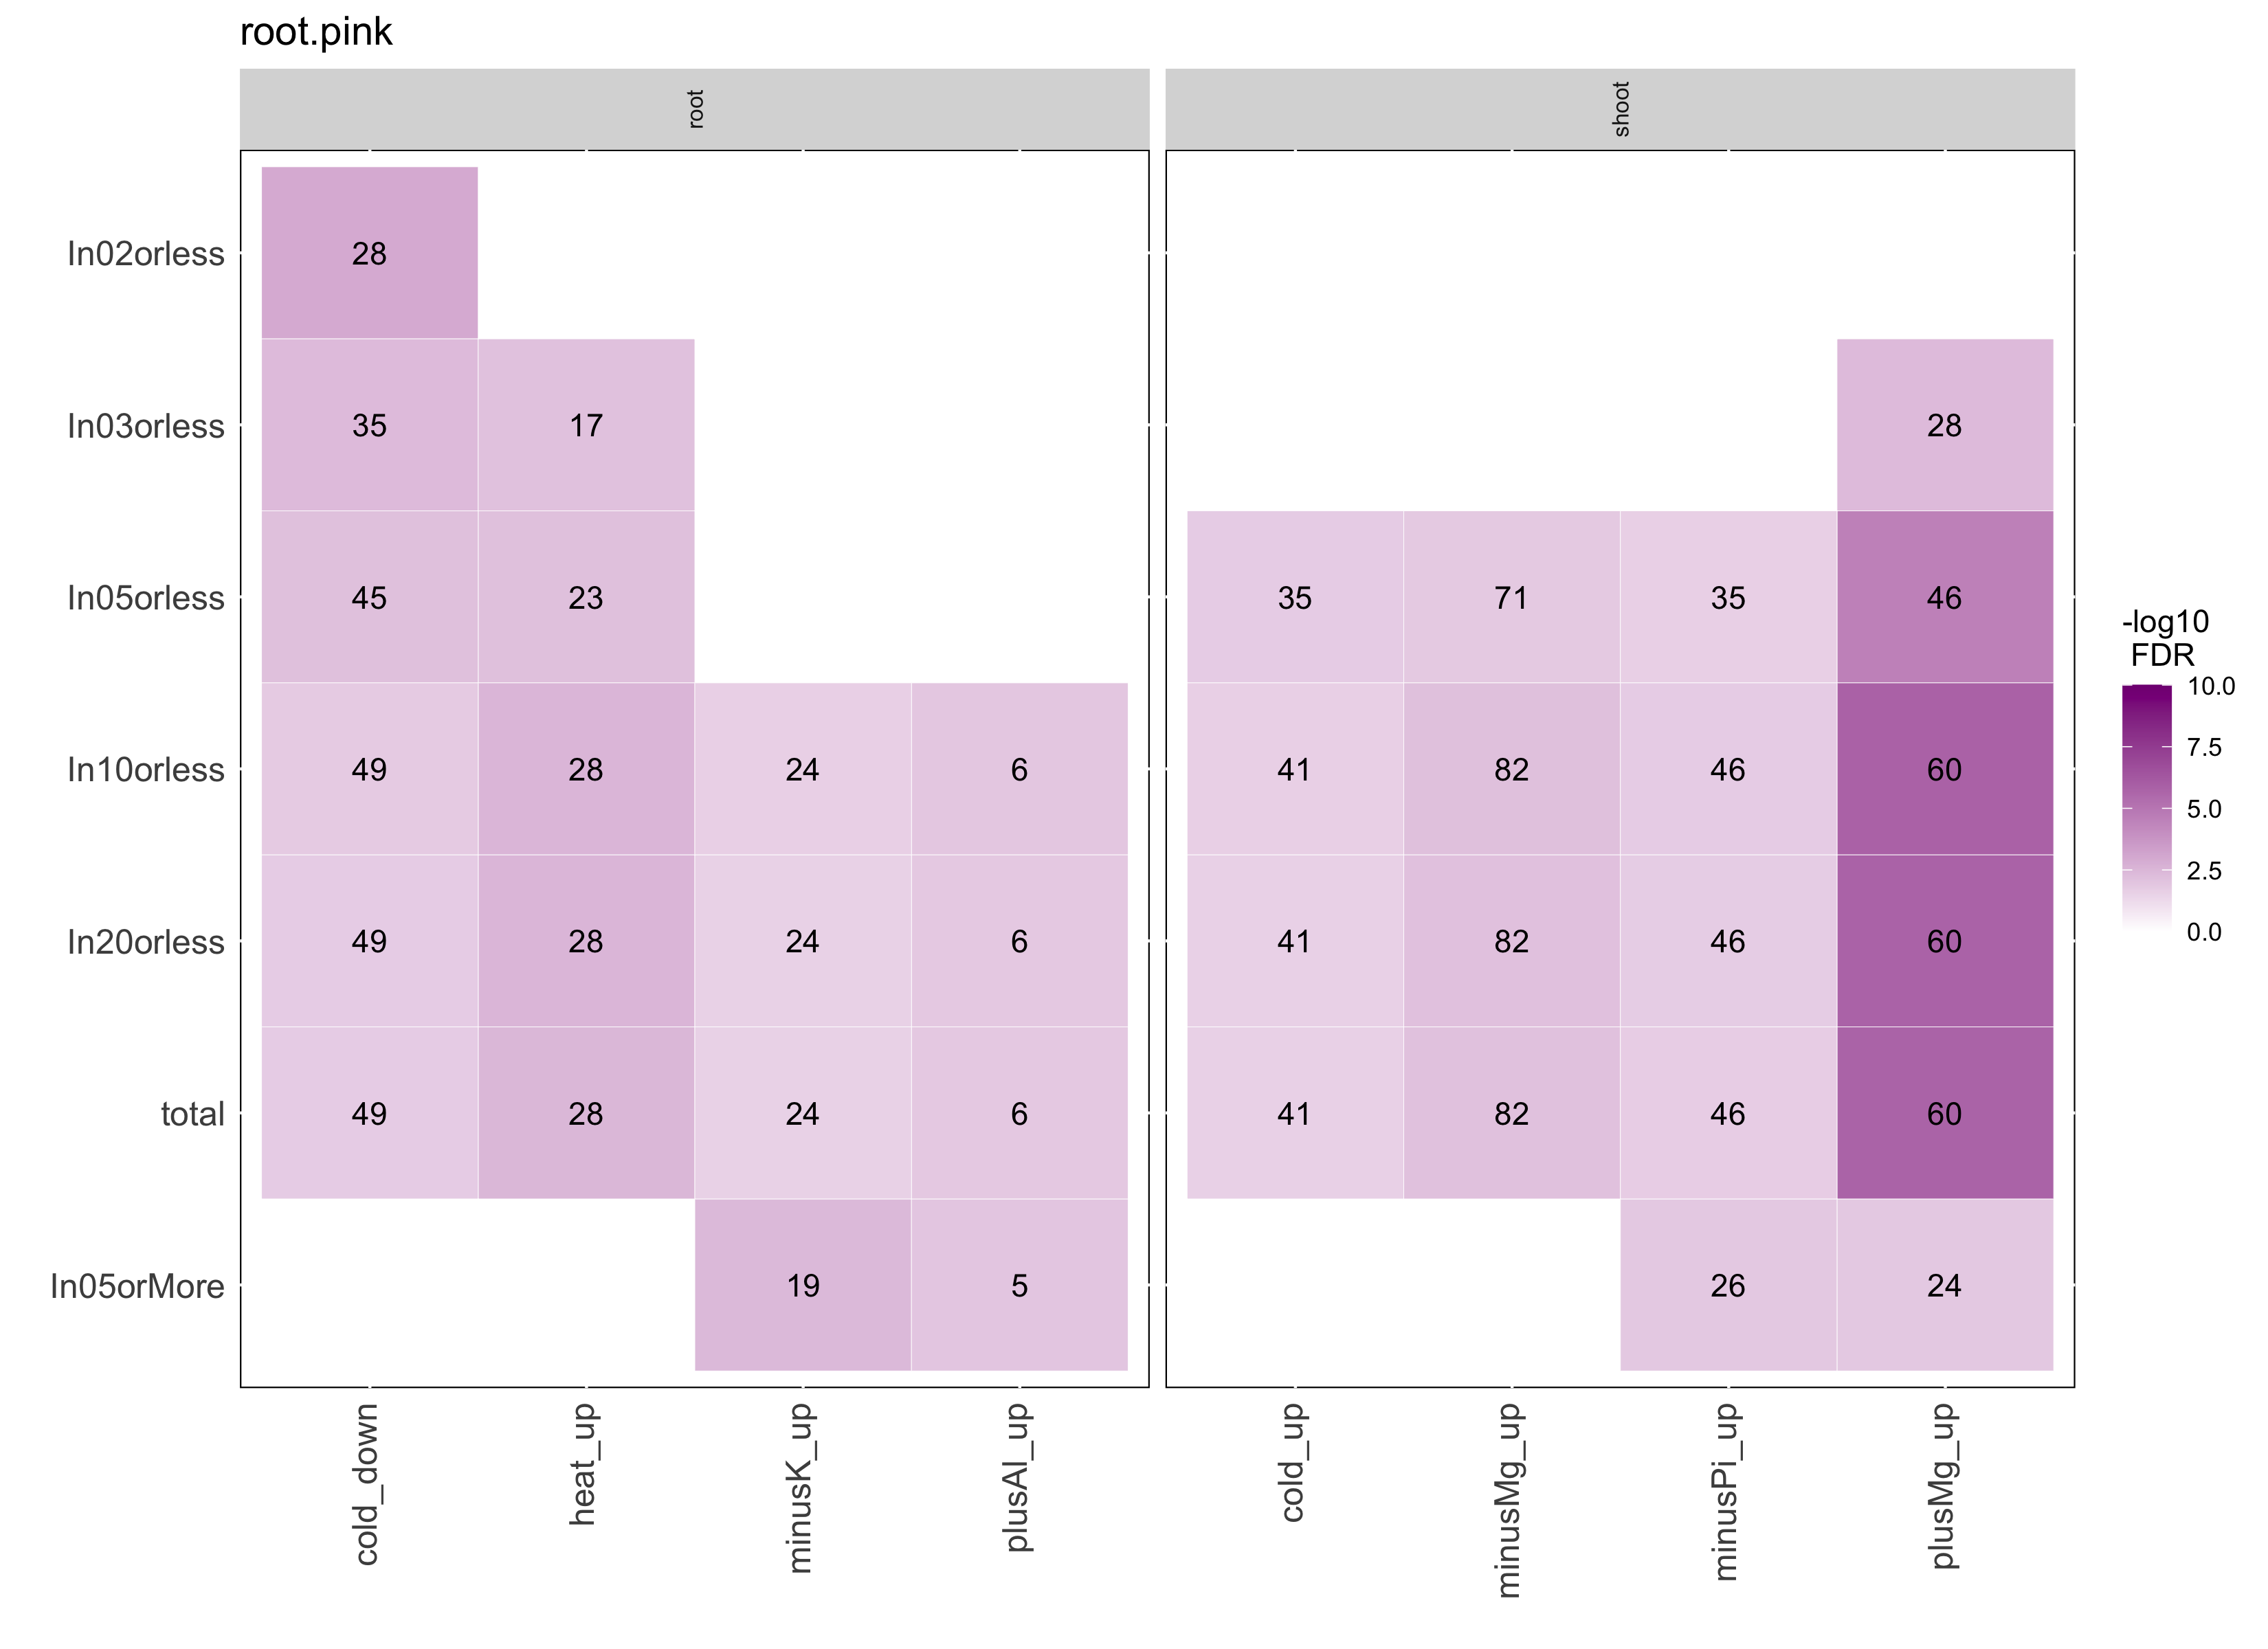 root.pink
root
shoot
In02orless
28
In03orless
35 17 28
In05orless
45 23 35 71 35 46
In10orless
49 28 24 6 41 82 46 60
In20orless
49 28 24 6 41 82 46 60
total
49 28 24 6 41 82 46 60
In05orMore
19 5 26 24
cold_down
heat_up
minusK_up
plusAl_up
cold_up
minusMg_up
minusPi_up
plusMg_up
-log10
FDR
10.0
7.5
5.0
2.5
0.0